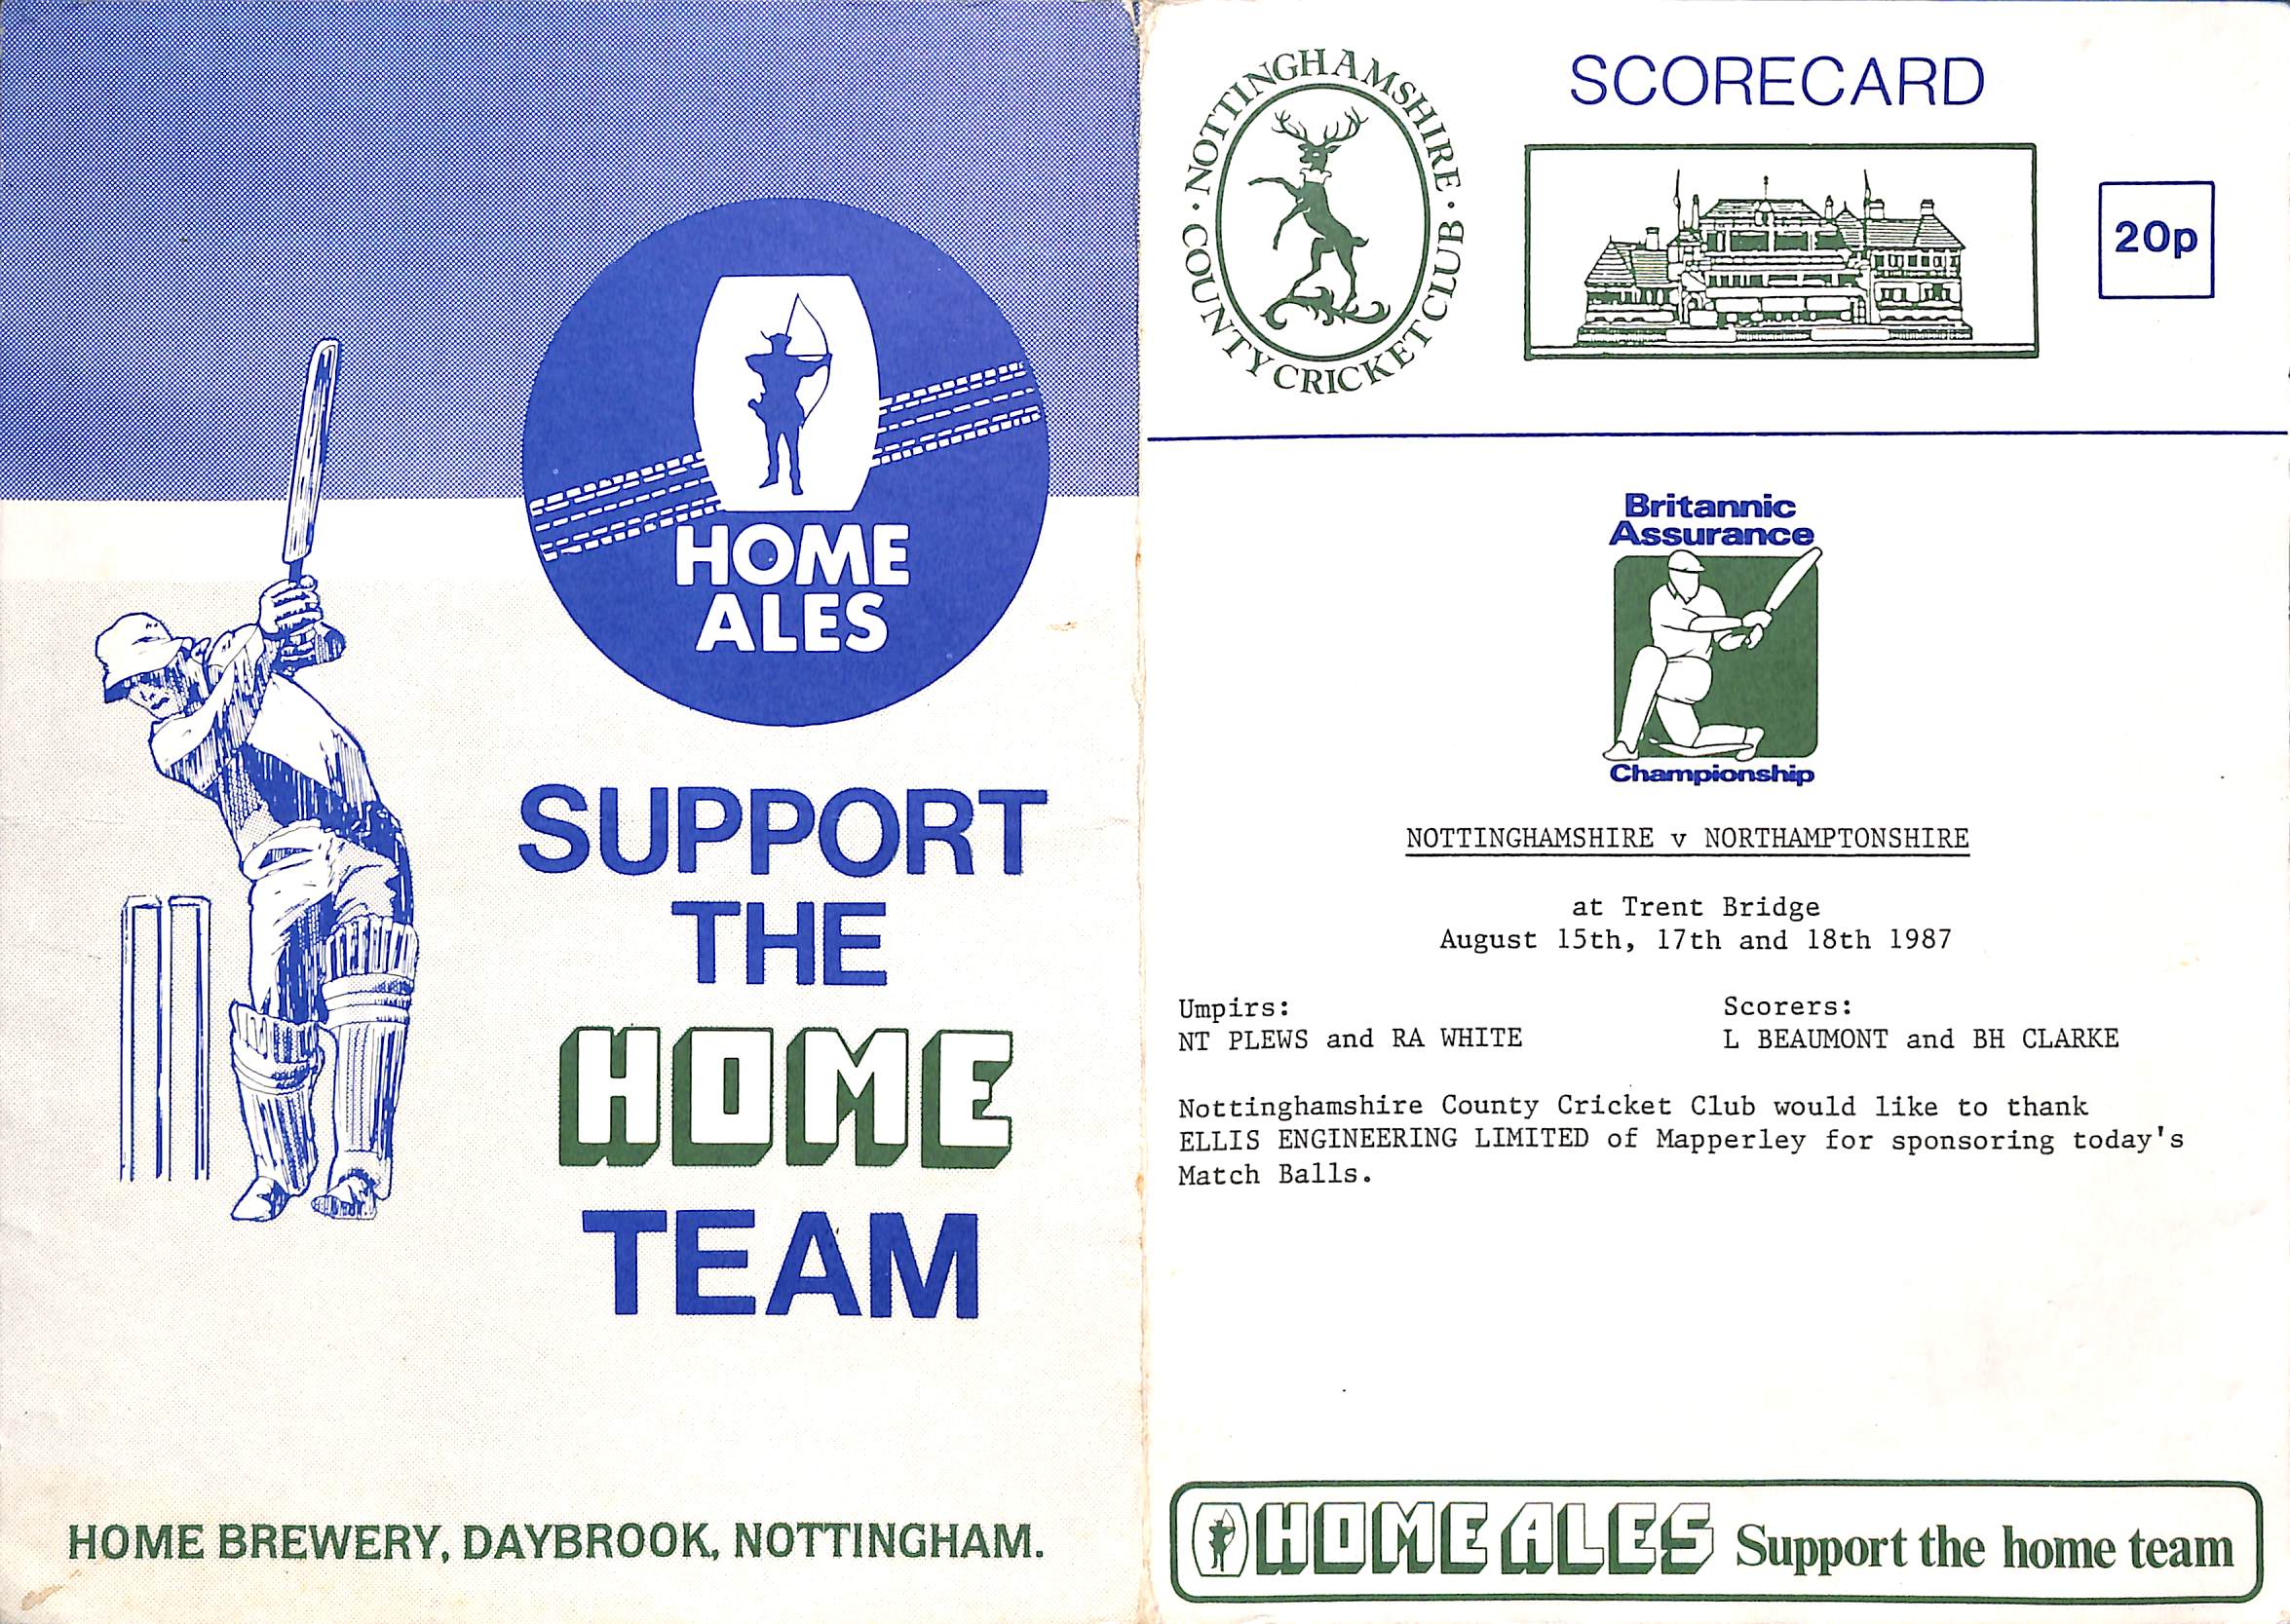 HOME
ALES
SUPPORT
THE
HOME
TEAM
HOME BREWERY, DAYBROOK, NOTTINGHAM.
· NOTTINGHAMSHIRE · COUNTY CRICKET CLUB
SCORECARD
20p
Britannic
Assurance
Championship
NOTTINGHAMSHIRE v NORTHAMPTONSHIRE
at Trent Bridge
August 15th, 17th and 18th 1987
Umpirs:
NT PLEWS and RA WHITE
Scorers:
L BEAUMONT and BH CLARKE
Nottinghamshire County Cricket Club would like to thank
ELLIS ENGINEERING LIMITED of Mapperley for sponsoring today's
Match Balls.
HOME ALES Support the home team